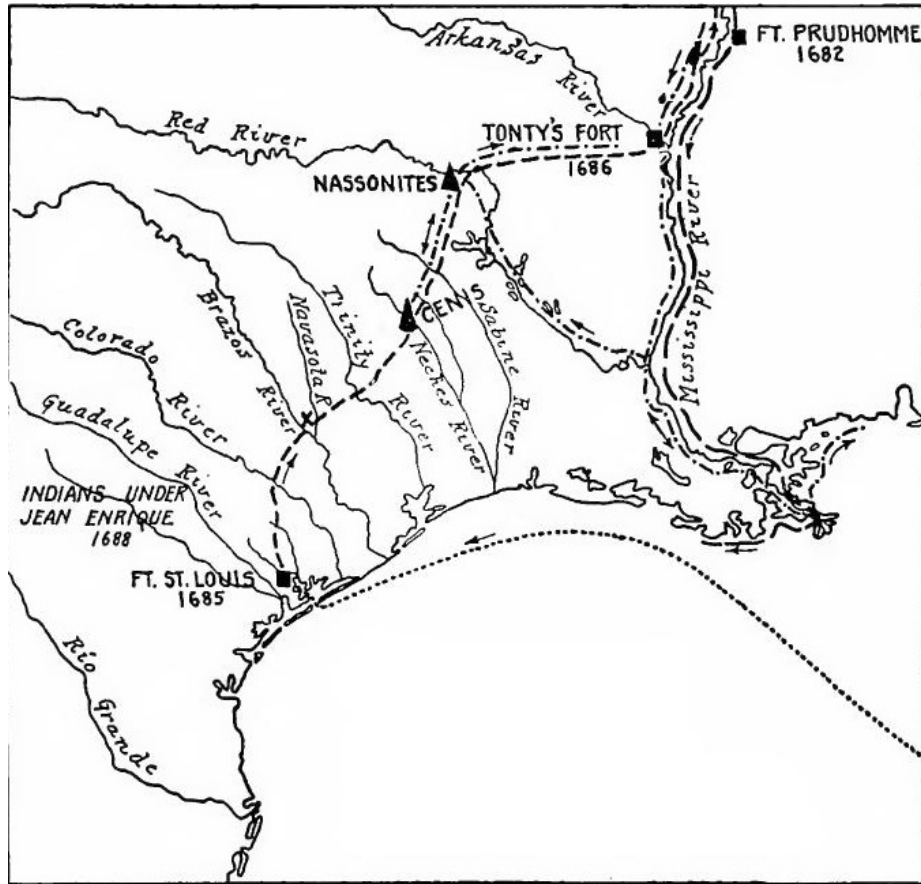 Arkansas River
FT. PRUDHOMME
1682
Red River
TONTY'S FORT
1686
NASSONITES
Mississippi River
CENIS
Sabine River
Neches River
Trinity River
Navasota R
Brazos River
Colorado River
Guadalupe River
INDIANS UNDER
JEAN ENRIQUE
1688
FT. ST. LOUIS
1685
Rio Grande